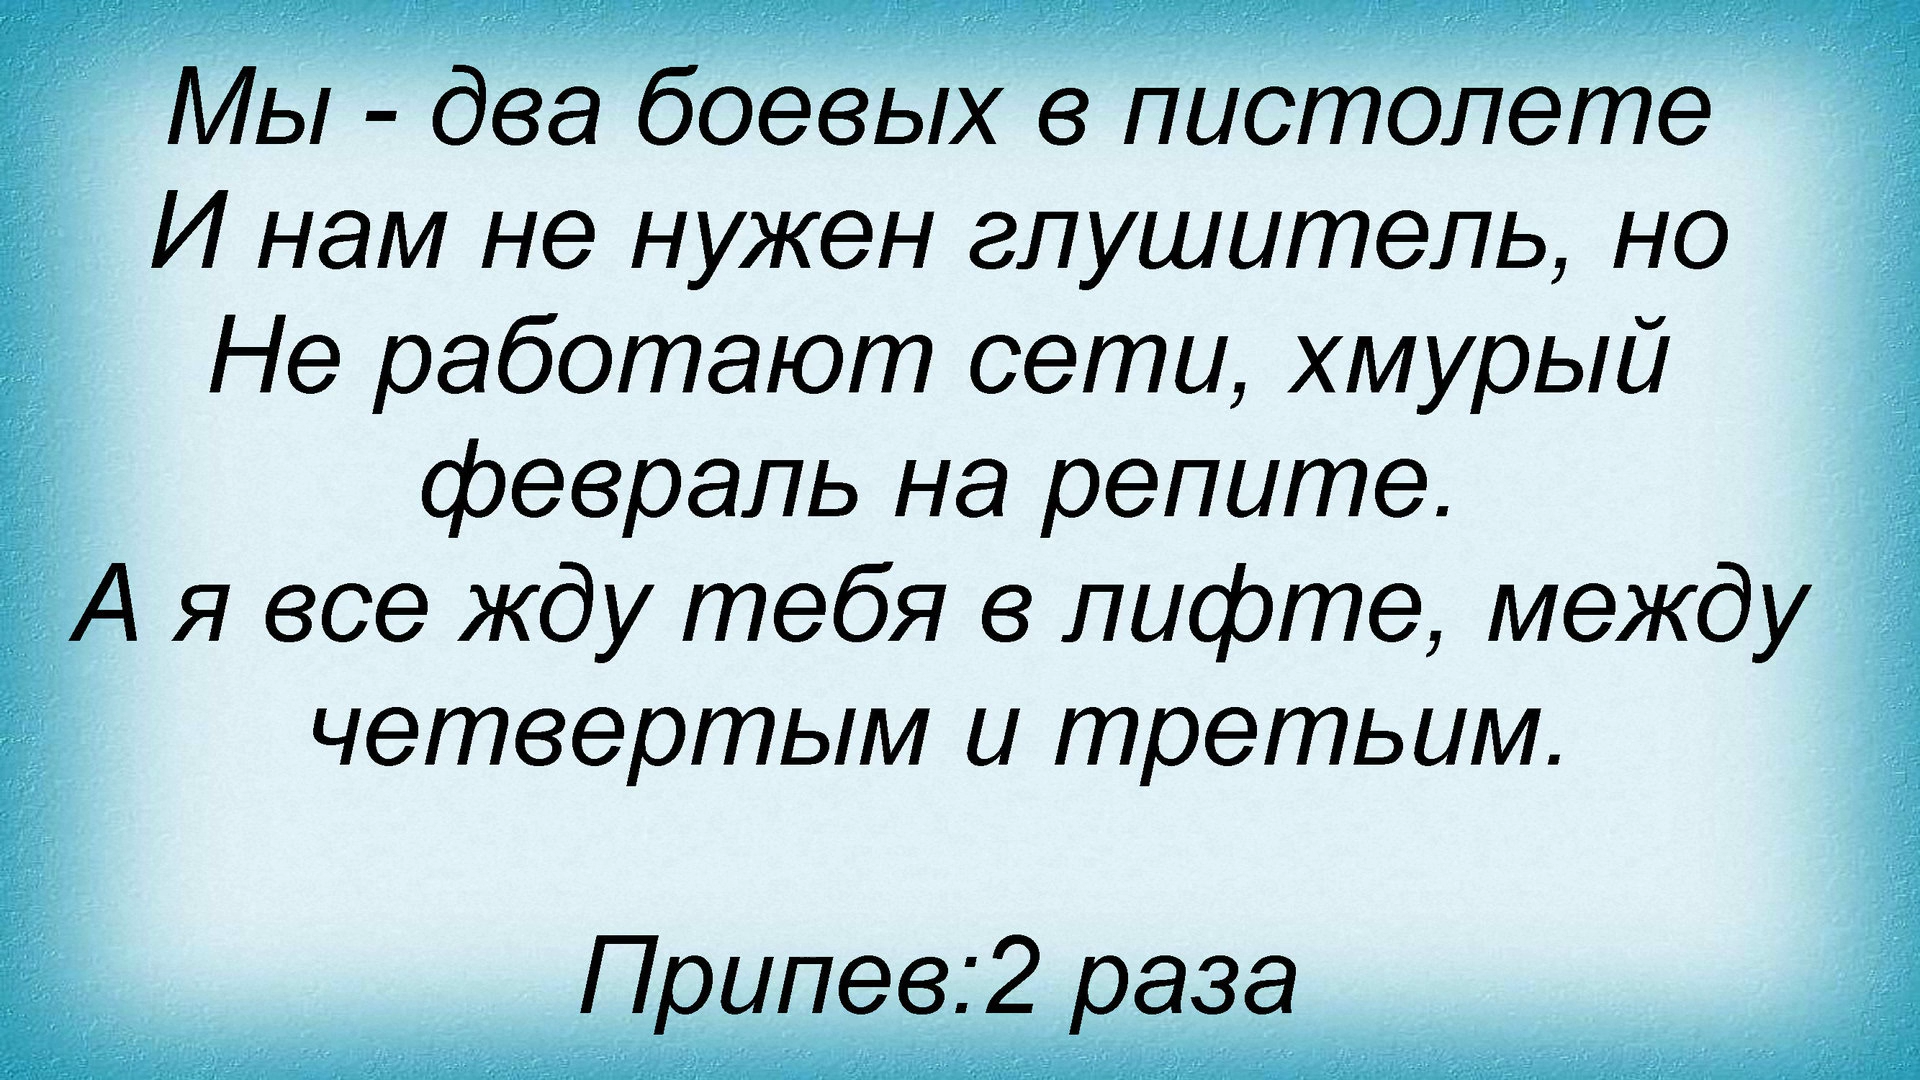 Мы - два боевых в пистолете
И нам не нужен глушитель, но
Не работают сети, хмурый
февраль на репите.
А я все жду тебя в лифте, между
четвертым и третьим.
Припев:2 раза